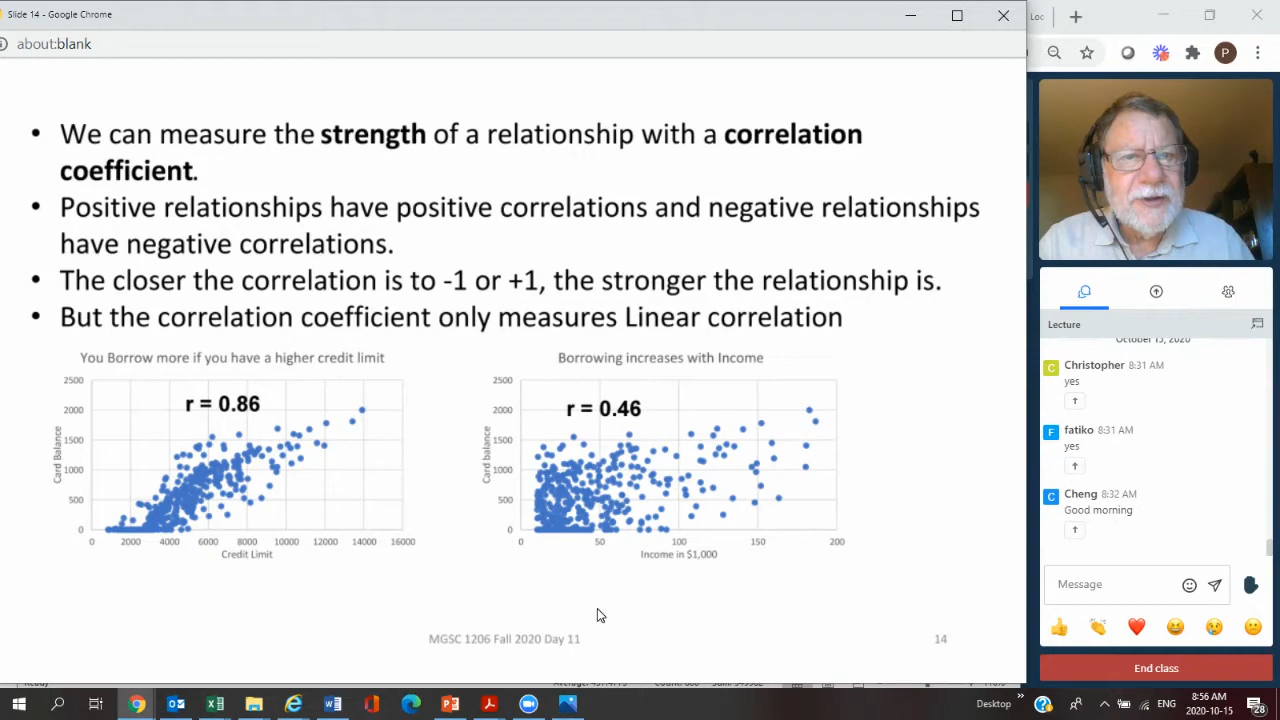 Slide 14 - Google Chrome
about:blank
• We can measure the strength of a relationship with a correlation
coefficient.
• Positive relationships have positive correlations and negative relationships
have negative correlations.
• The closer the correlation is to -1 or +1, the stronger the relationship is.
• But the correlation coefficient only measures Linear correlation
You Borrow more if you have a higher credit limit
r = 0.86
Card Balance
2500
2000
1500
1000
500
0
0 2000 4000 6000 8000 10000 12000 14000 16000
Credit Limit
Borrowing increases with Income
r = 0.46
Card balance
2500
2000
1500
1000
500
0
0 50 100 150 200
Income in $1,000
MGSC 1206 Fall 2020 Day 11
14
P
Lecture
October 15, 2020
C
Christopher 8:31 AM
yes
F
fatiko 8:31 AM
yes
C
Cheng 8:32 AM
Good morning
Message
End class
Desktop
ENG
8:56 AM
2020-10-15
28